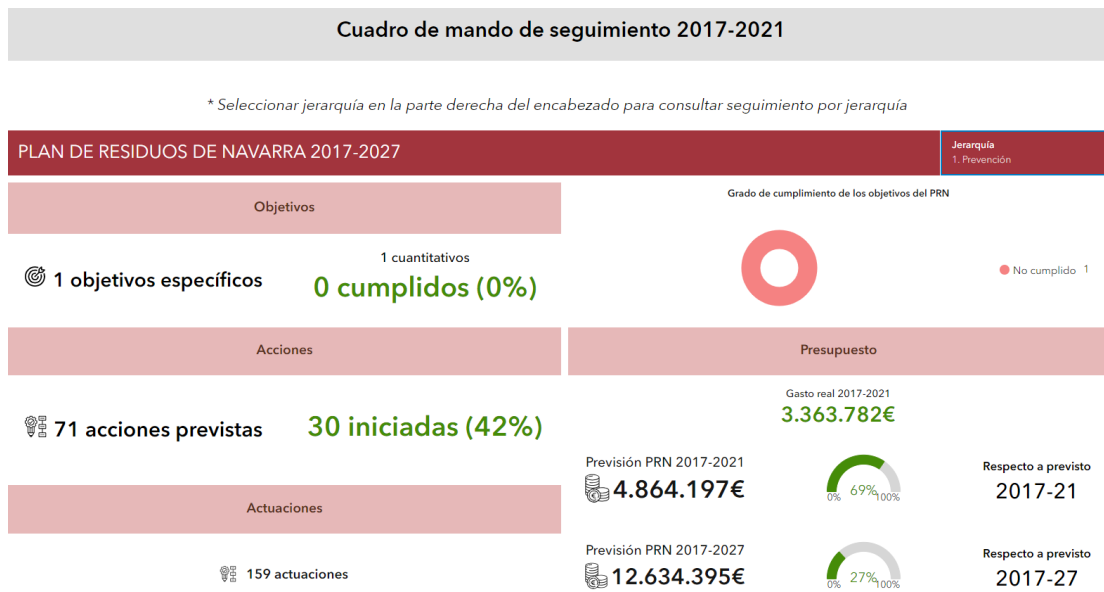 Cuadro de mando de seguimiento 2017-2021
* Seleccionar jerarquía en la parte derecha del encabezado para consultar seguimiento por jerarquía
PLAN DE RESIDUOS DE NAVARRA 2017-2027
Jerarquía
1. Prevención
Objetivos
1 objetivos específicos
1 cuantitativos
0 cumplidos (0%)
Grado de cumplimiento de los objetivos del PRN
No cumplido 1
Acciones
71 acciones previstas
30 iniciadas (42%)
Actuaciones
159 actuaciones
Presupuesto
Gasto real 2017-2021
3.363.782€
Previsión PRN 2017-2021
4.864.197€
0% 69% 100%
Respecto a previsto
2017-21
Previsión PRN 2017-2027
12.634.395€
0% 27% 100%
Respecto a previsto
2017-27